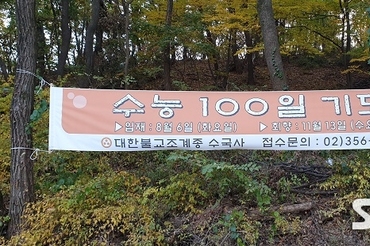 수능 100일 기도
▶입재 : 8월 6일 (화요일) ▶회향 : 11월 13일 (수요
대한불교조계종 수국사 접수문의 : 02)356-